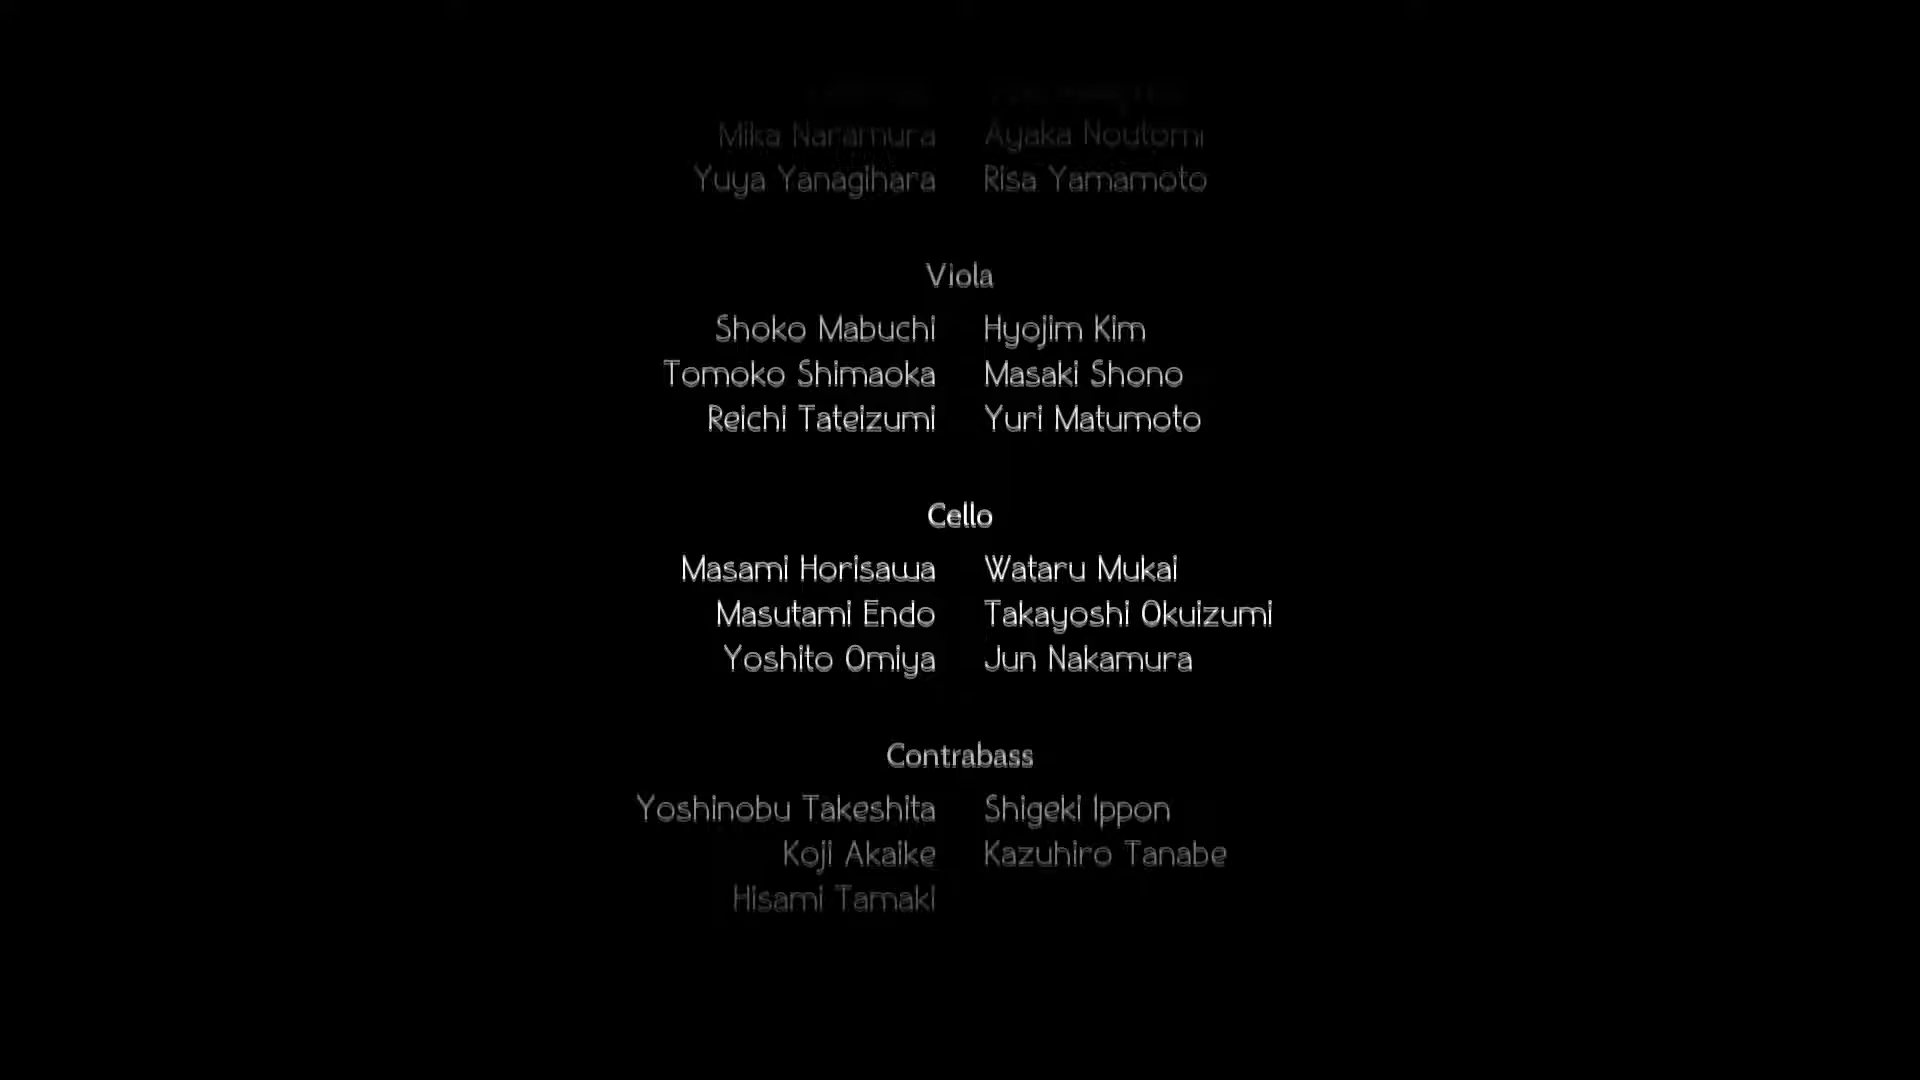 Mika Naramura Ayaka Noutomi
Yuya Yanagihara Risa Yamamoto
Viola
Shoko Mabuchi Hyojim Kim
Tomoko Shimaoka Masaki Shono
Reichi Tateizumi Yuri Matumoto
Cello
Masami Horisawa Wataru Mukai
Masutami Endo Takayoshi Okuizumi
Yoshito Omiya Jun Nakamura
Contrabass
Yoshinobu Takeshita Shigeki Ippon
Koji Akaike Kazuhiro Tanabe
Hisami Tamaki